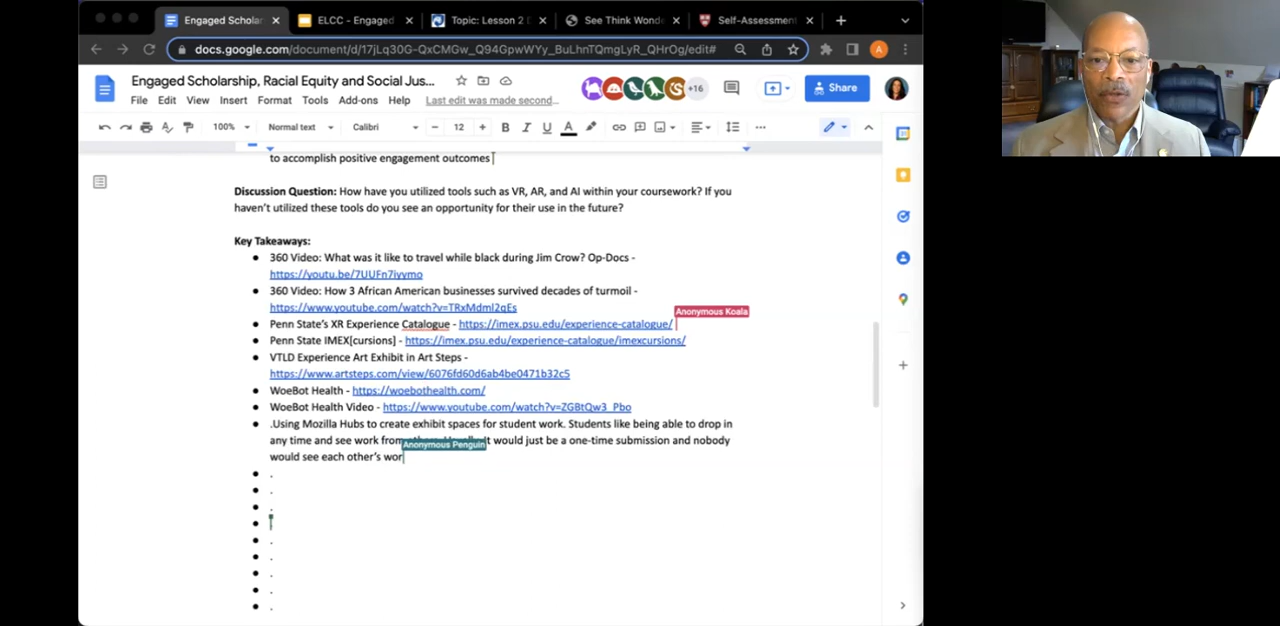 Engaged Scholar
ELCC - Engaged
Topic: Lesson 2
See Think Wond
Self-Assessment
docs.google.com/document/d/17jLq30G-QxCMGw_Q94GpwWYy_BuLhnTQmgLyR_QHrOg/edit#
A
Engaged Scholarship, Racial Equity and Social Jus...
+16
Share
File Edit View Insert Format Tools Add-ons Help Last edit was made second...
100% Normal text Calibri 12 B I U A
to accomplish positive engagement outcomes
Discussion Question: How have you utilized tools such as VR, AR, and AI within your coursework? If you
haven't utilized these tools do you see an opportunity for their use in the future?
Key Takeaways:
360 Video: What was it like to travel while black during Jim Crow? Op-Docs -
https://youtu.be/7UUFn7jyymo
360 Video: How 3 African American businesses survived decades of turmoil -
https://www.youtube.com/watch?v=TRxMdml2qEs
Anonymous Koala
Penn State's XR Experience Catalogue - https://imex.psu.edu/experience-catalogue/
Penn State IMEX[cursions] - https://imex.psu.edu/experience-catalogue/imexcursions/
VTLD Experience Art Exhibit in Art Steps -
https://www.artsteps.com/view/6076fd60d6ab4be0471b32c5
WoeBot Health - https://woebothealth.com/
WoeBot Health Video - https://www.youtube.com/watch?v=ZGBtQw3_Pbo
.Using Mozilla Hubs to create exhibit spaces for student work. Students like being able to drop in
any time and see work from would just be a one-time submission and nobody
Anonymous Penguin
would see each other's wor
.
.
.
.
.
.
.
.
.